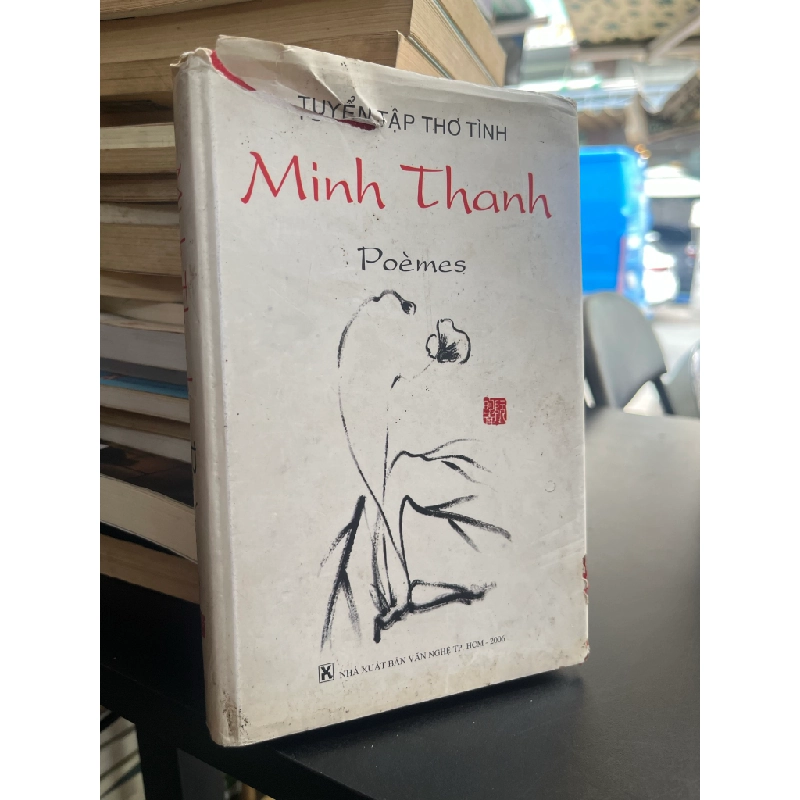 TUYỂN TẬP THƠ TÌNH
Minh Thanh
Poèmes
NHÀ XUẤT BẢN VĂN NGHỆ TP. HCM - 2006